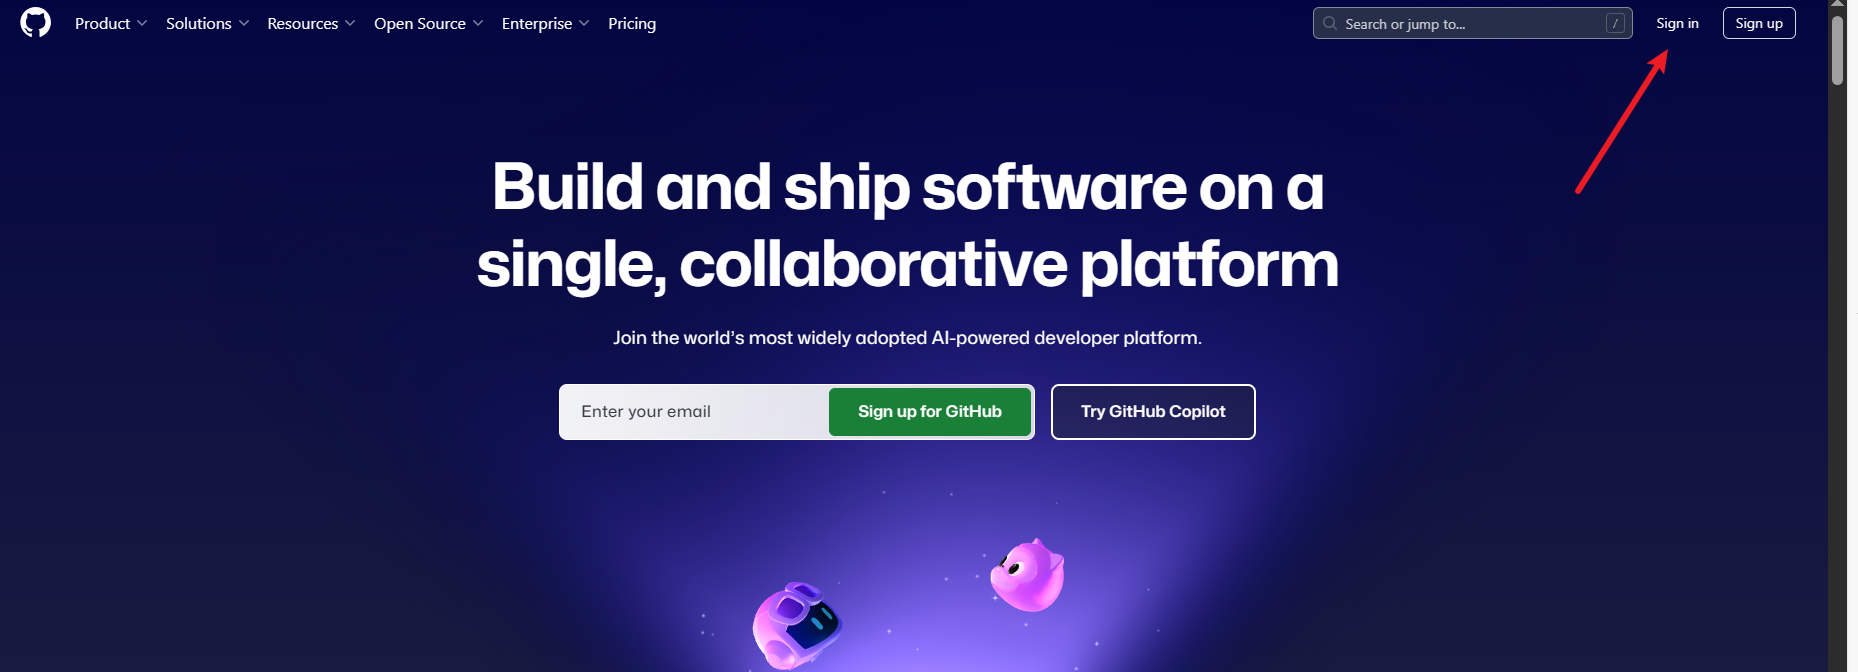 Product Solutions Resources Open Source Enterprise Pricing Search or jump to... / Sign in Sign up
Build and ship software on a
single, collaborative platform
Join the world's most widely adopted AI-powered developer platform.
Enter your email Sign up for GitHub Try GitHub Copilot